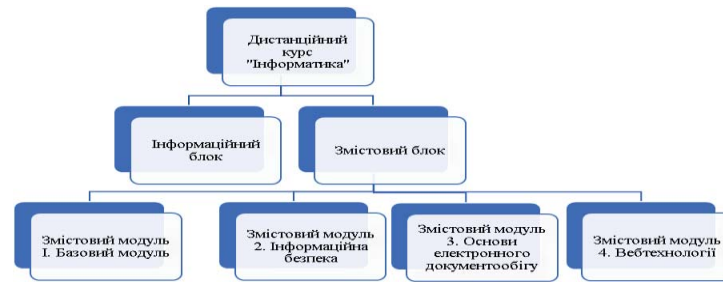 Дистанційний
курс
"Інформатика"
Інформаційний
блок
Змістовий блок
Змістовий модуль
І. Базовий модуль
Змістовий модуль
2. Інформаційна
безпека
Змістовий модуль
3. Основи
електронного
документообігу
Змістовий модуль
4. Вебтехнології